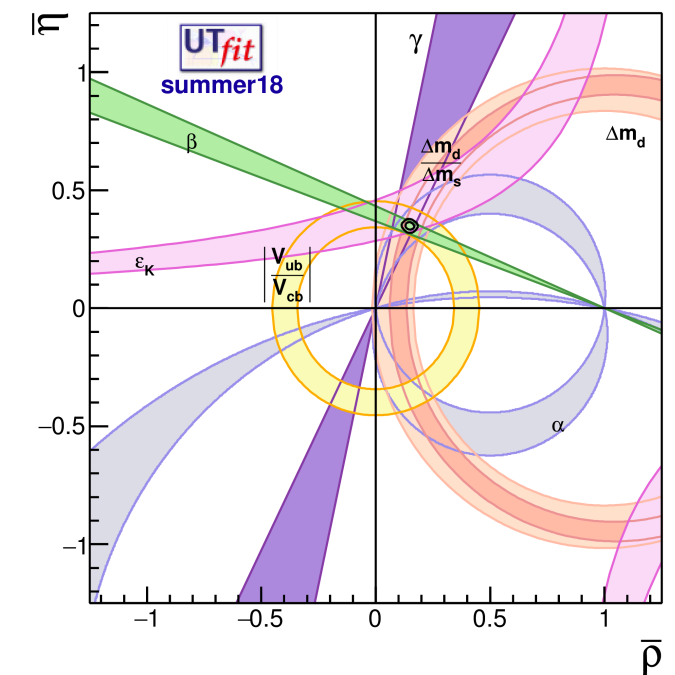 η̅
UTfit
summer18
γ
β
Δm_d
Δm_d
Δm_s
ε_K
V_ub
V_cb
α
1
0.5
0
−0.5
−1
−1
−0.5
0
0.5
1
ρ̅